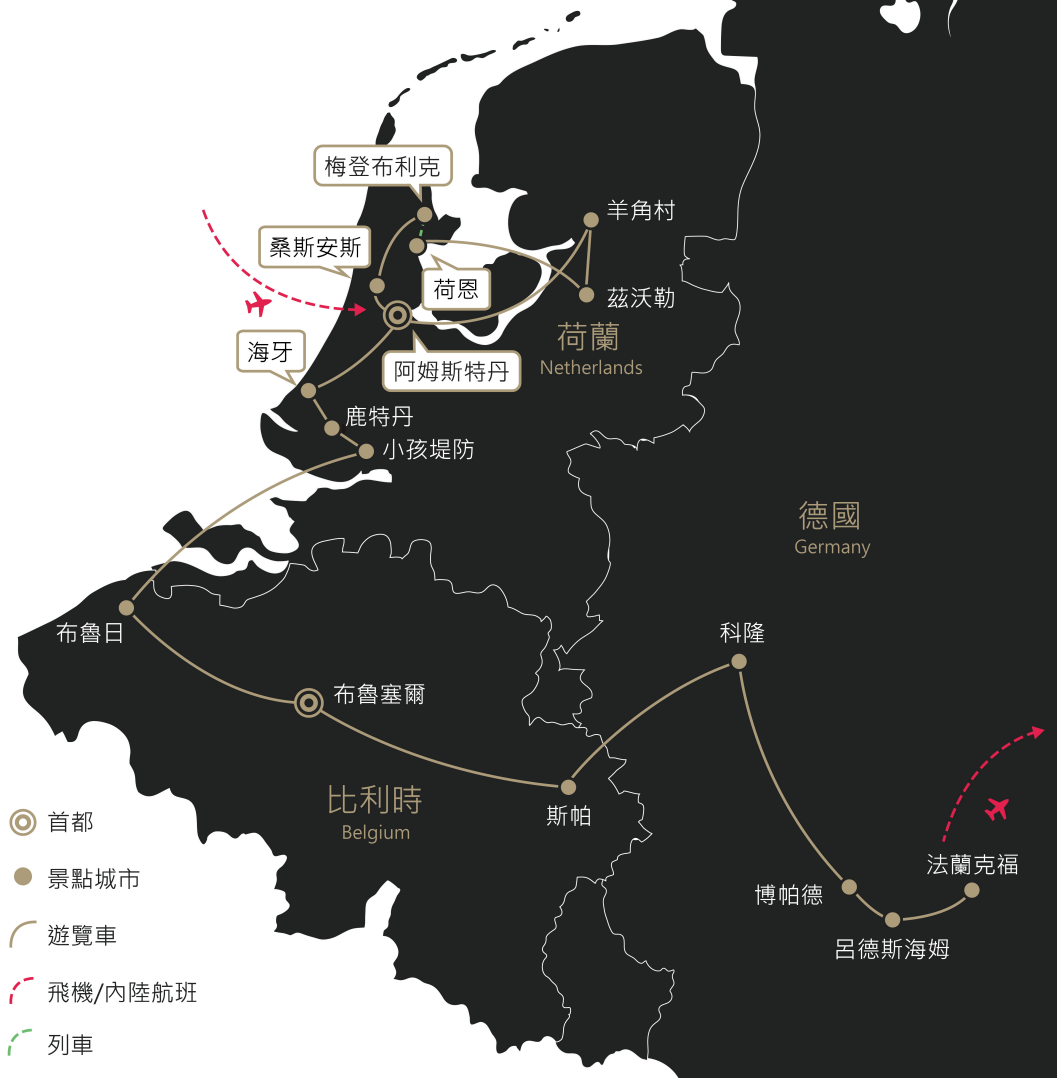 梅登布利克
羊角村
桑斯安斯
荷恩
茲沃勒
荷蘭
Netherlands
海牙
阿姆斯特丹
鹿特丹
小孩堤防
德國
Germany
布魯日
科隆
布魯塞爾
比利時
Belgium
斯帕
法蘭克福
博帕德
呂德斯海姆
首都
景點城市
遊覽車
飛機/內陸航班
列車